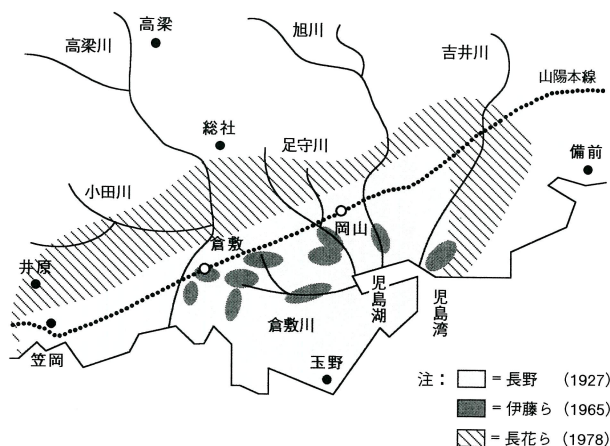 高梁
高梁川
旭川
吉井川
山陽本線
総社
足守川
備前
小田川
岡山
倉敷
井原
児島湖
児島湾
倉敷川
笠岡
玉野
注： = 長野 （1927）
= 伊藤ら （1965）
= 長花ら （1978）